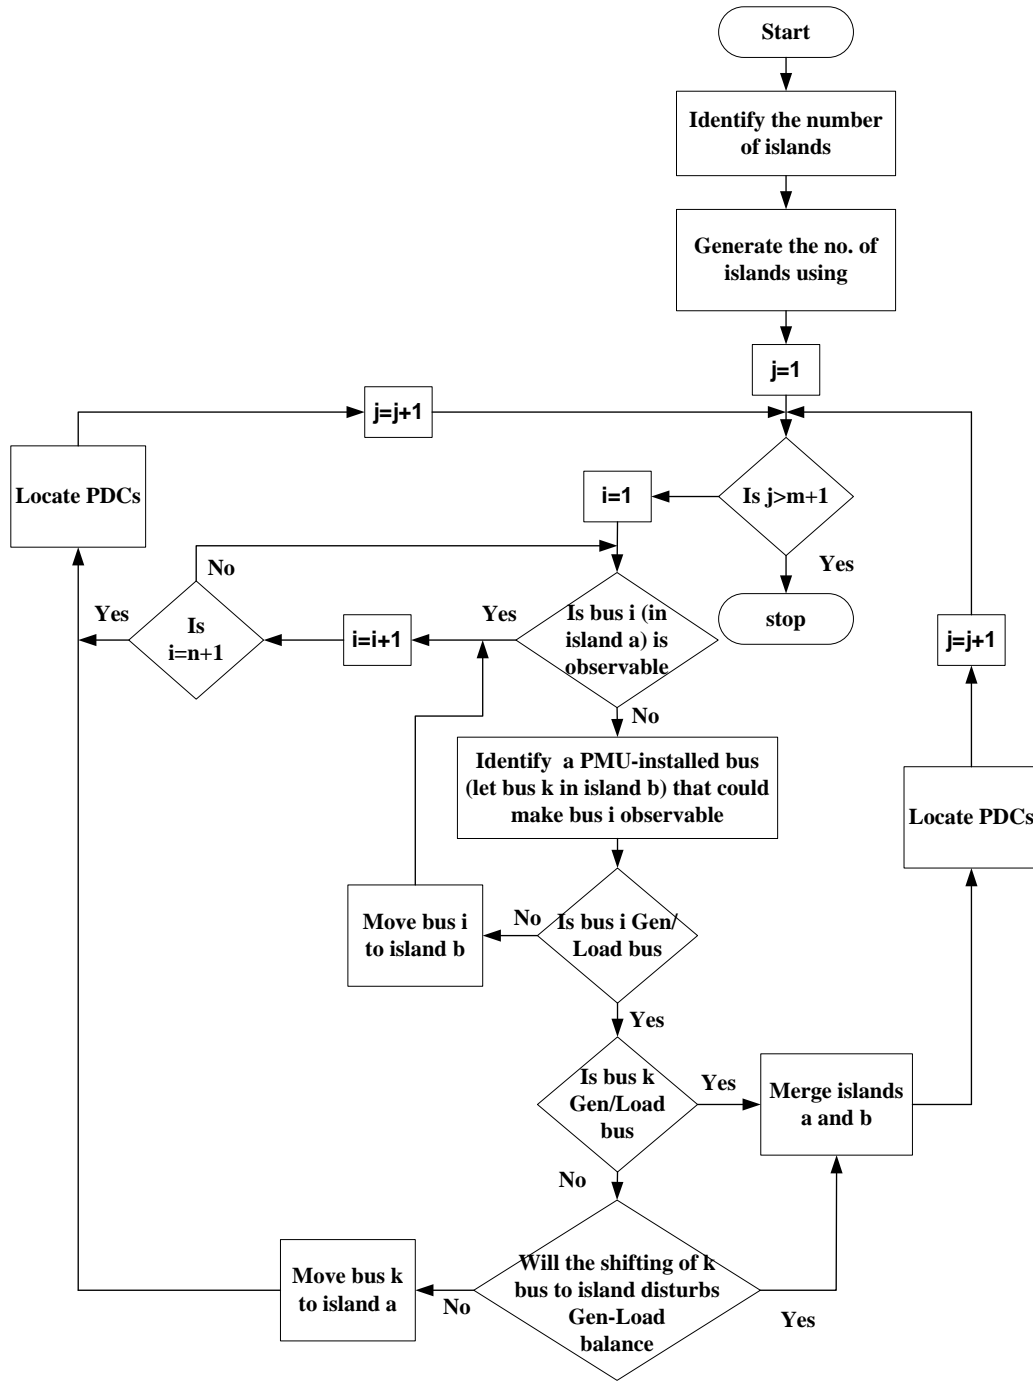 Start
Identify the number
of islands
Generate the no. of
islands using
j=1
j=j+1
Locate PDCs
i=1
Is j>m+1
No
Yes
Yes
Is
i=n+1
i=i+1
Yes
Is bus i (in
island a) is
observable
stop
j=j+1
No
Identify a PMU-installed bus
(let bus k in island b) that could
make bus i observable
Locate PDCs
Move bus i
to island b
No
Is bus i Gen/
Load bus
Yes
Is bus k
Gen/Load
bus
Yes
Merge islands
a and b
No
Move bus k
to island a
No
Will the shifting of k
bus to island disturbs
Gen-Load
balance
Yes